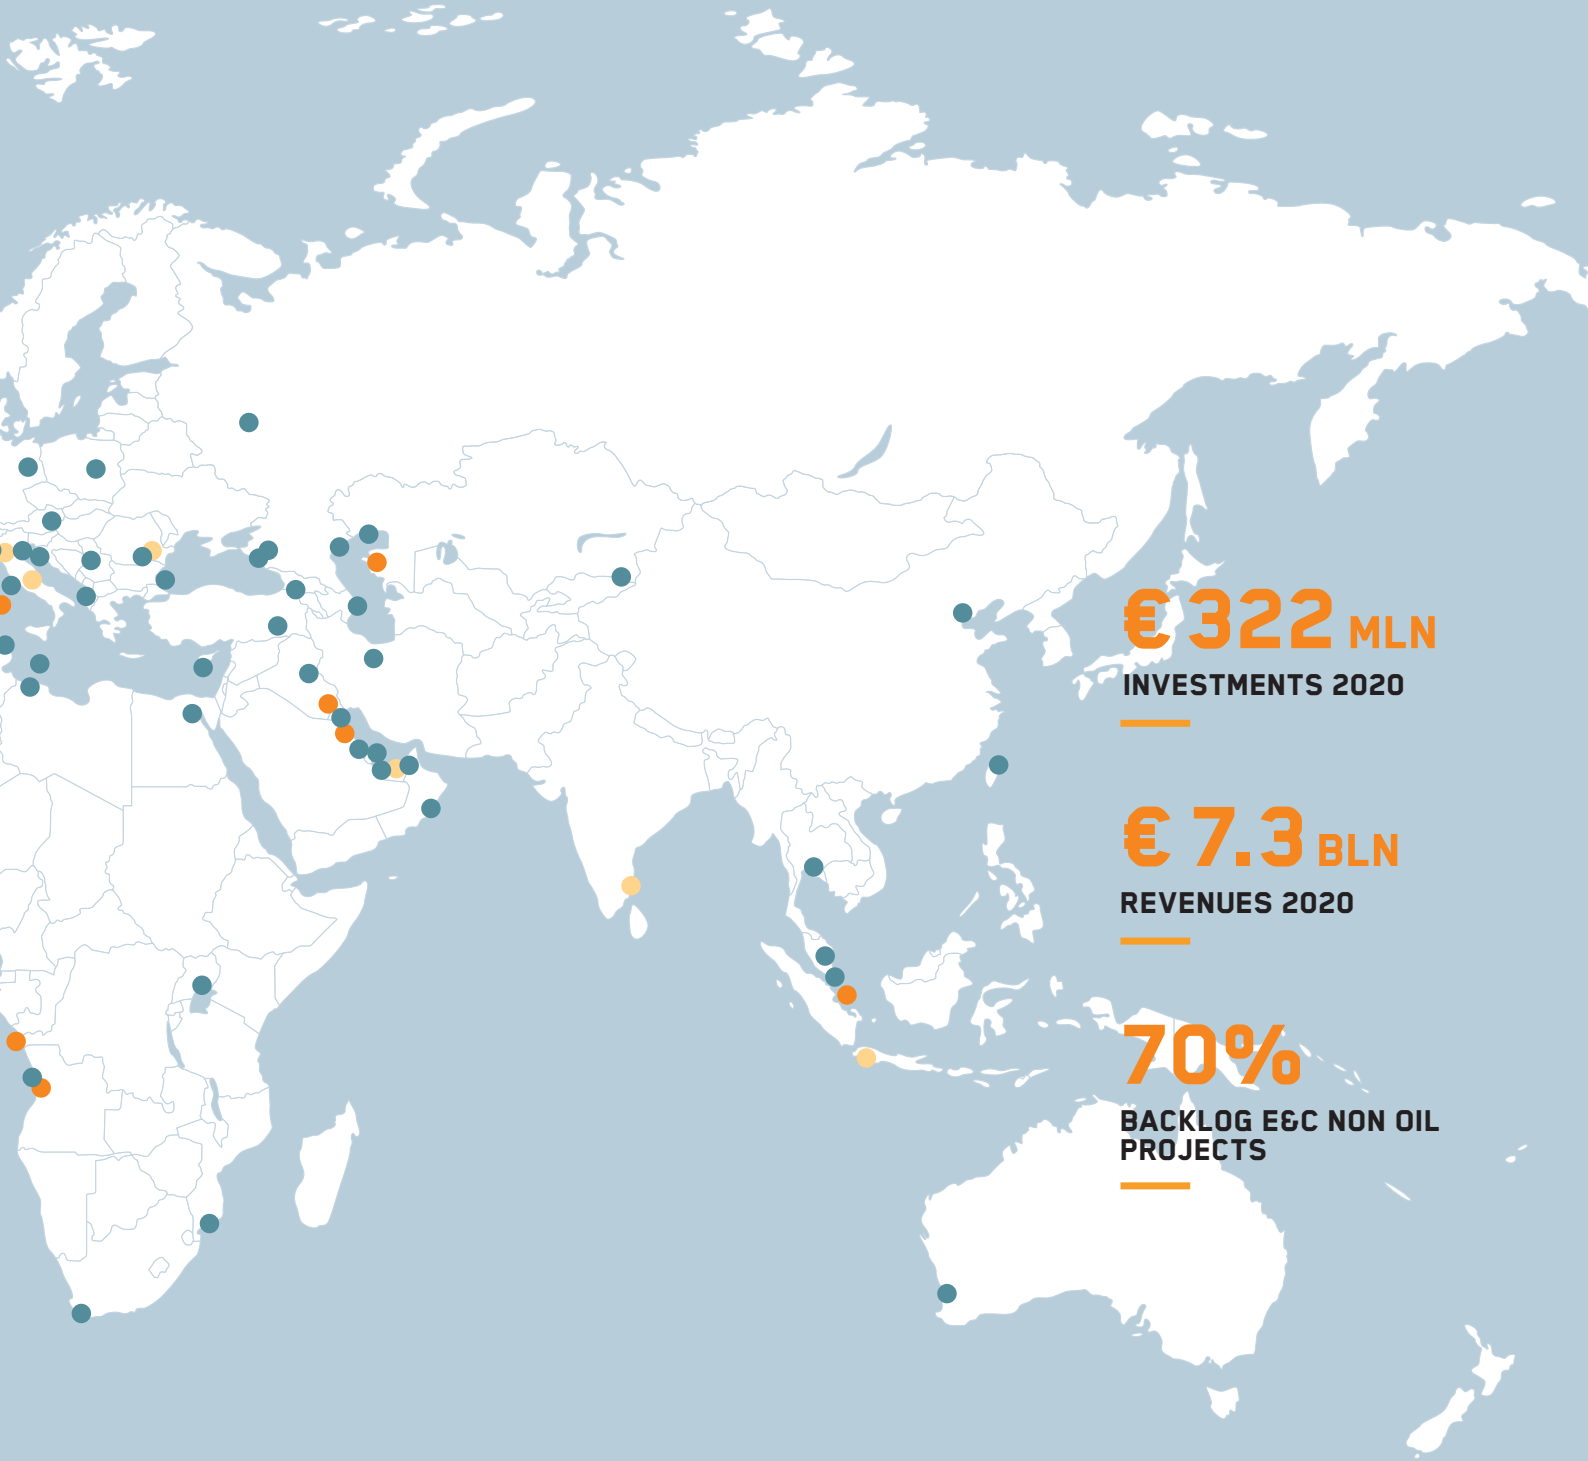 € 322 MLN
INVESTMENTS 2020
€ 7.3 BLN
REVENUES 2020
70%
BACKLOG E&C NON OIL
PROJECTS